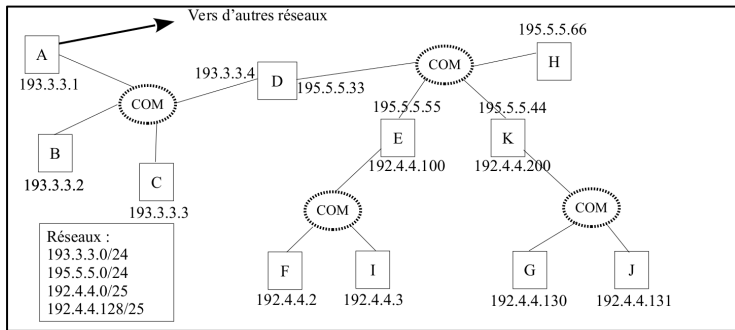 Vers d'autres réseaux
A
193.3.3.1
COM
B
193.3.3.2
C
193.3.3.3
193.3.3.4
D
195.5.5.33
COM
195.5.5.66
H
195.5.5.55
E
192.4.4.100
195.5.5.44
K
192.4.4.200
COM
F
192.4.4.2
I
192.4.4.3
COM
G
192.4.4.130
J
192.4.4.131
Réseaux :
193.3.3.0/24
195.5.5.0/24
192.4.4.0/25
192.4.4.128/25